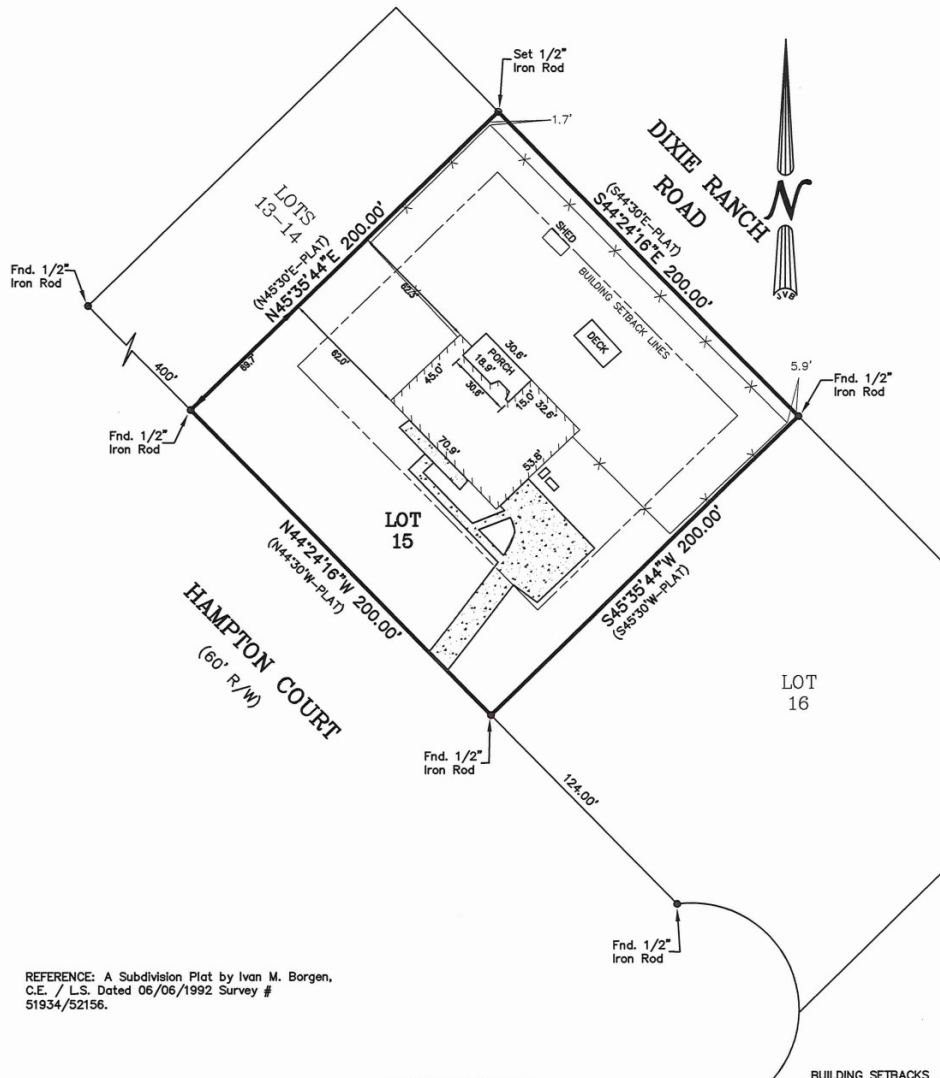 Set 1/2"
Iron Rod
1.7'
DIXIE RANCH
ROAD
(S44°30'E-PLAT)
S44°24'16"E 200.00'
N
SVB
LOTS
13-14
(N45°30'E-PLAT)
N45°35'44"E 200.00'
Fnd. 1/2"
Iron Rod
400'
69.7'
Fnd. 1/2"
Iron Rod
62.0'
SHED
BUILDING SETBACK LINES
DECK
5.9'
Fnd. 1/2"
Iron Rod
30.6'
PORCH
18.9'
30.6'
45.0'
15.0'
32.6'
70.9'
53.8'
LOT
15
N44°24'16"W 200.00'
(N44°30'W-PLAT)
S45°35'44"W 200.00'
(S45°30'W-PLAT)
HAMPTON COURT
(60' R/W)
LOT
16
Fnd. 1/2"
Iron Rod
124.00'
Fnd. 1/2"
Iron Rod
REFERENCE: A Subdivision Plat by Ivan M. Borgen,
C.E. / L.S. Dated 06/06/1992 Survey #
51934/52156.
BUILDING SETBACKS